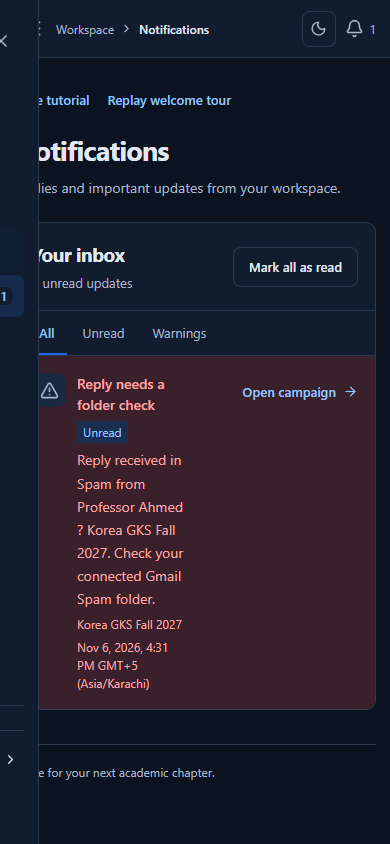 Workspace > Notifications
1
tutorial Replay welcome tour
otifications
lies and important updates from your workspace.
Your inbox
Mark all as read
unread updates
1
All Unread Warnings
Reply needs a
folder check
Open campaign →
Unread
Reply received in
Spam from
Professor Ahmed
? Korea GKS Fall
2027. Check your
connected Gmail
Spam folder.
Korea GKS Fall 2027
Nov 6, 2026, 4:31
PM GMT+5
(Asia/Karachi)
e for your next academic chapter.